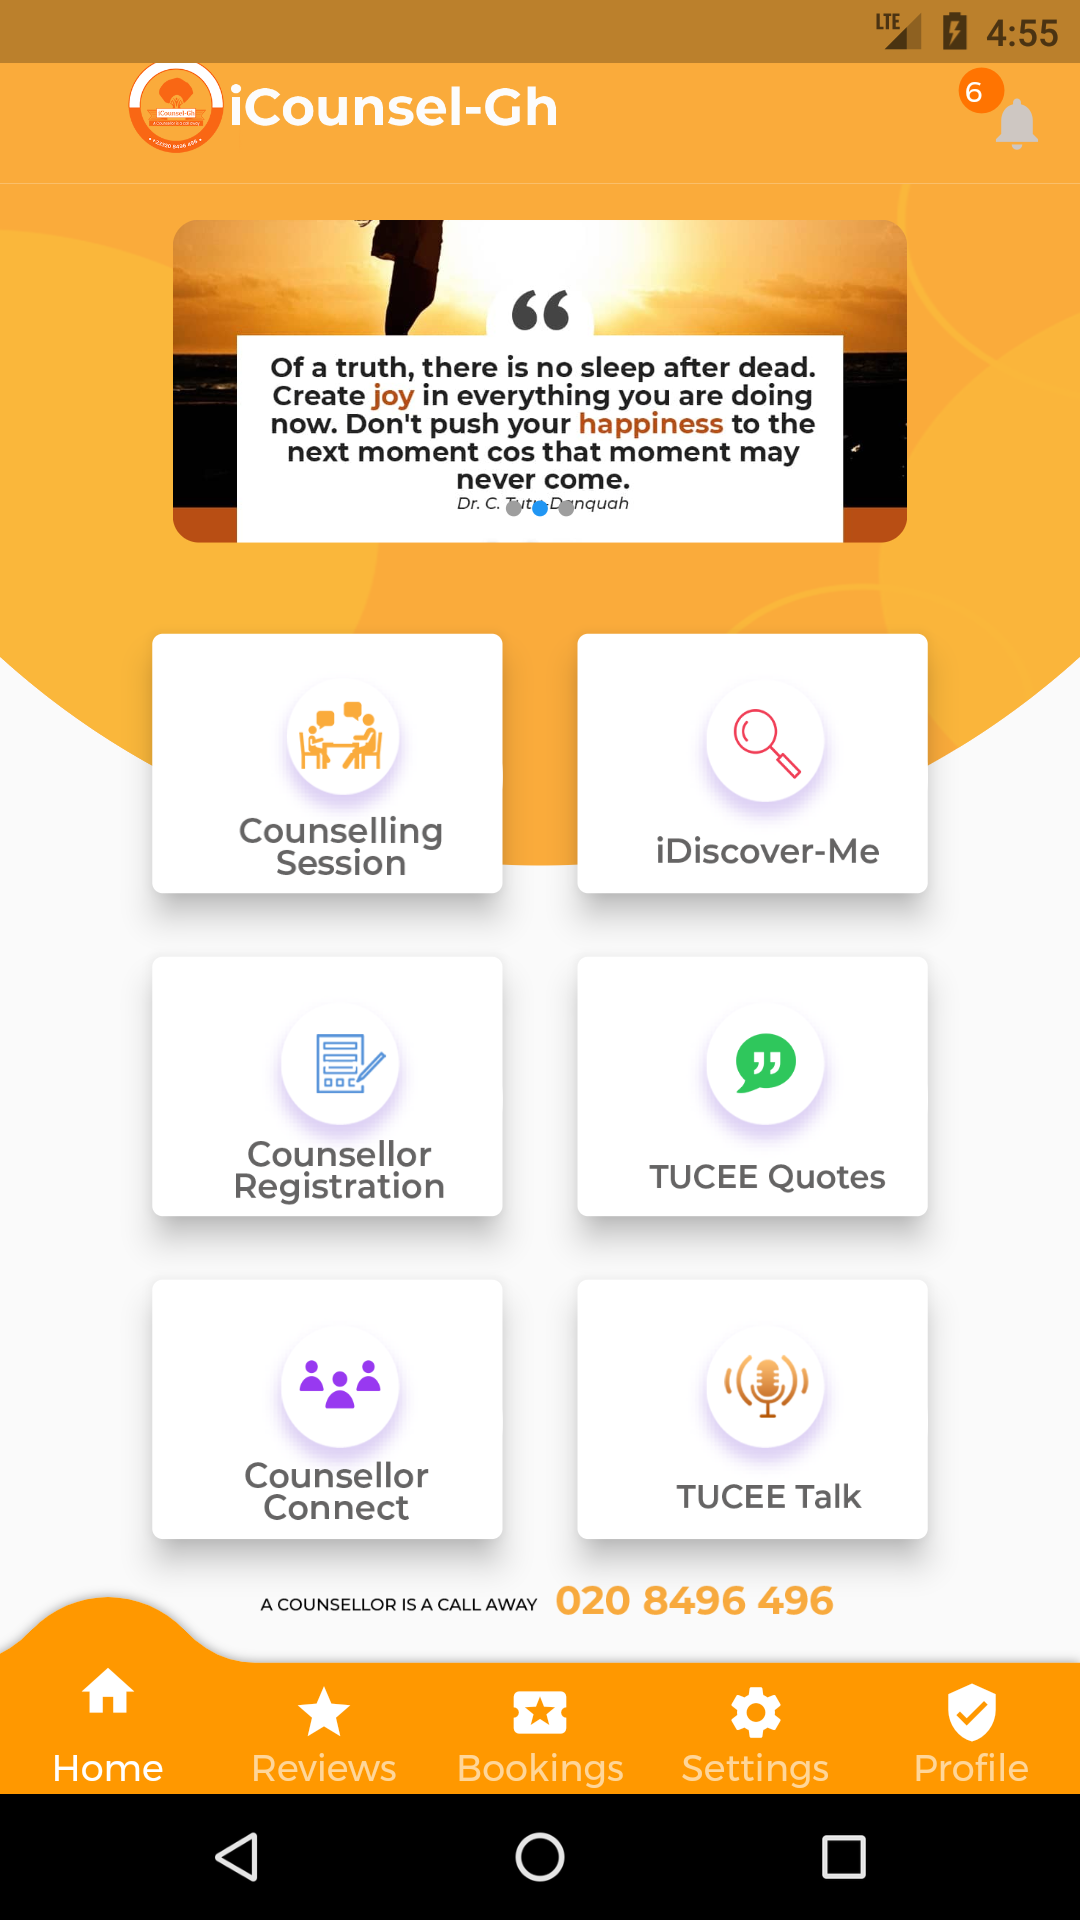 LTE 4:55
iCounsel-Gh
iCounsel-Gh
6
Of a truth, there is no sleep after dead.
Create joy in everything you are doing
now. Don't push your happiness to the
next moment cos that moment may
never come.
Dr. C. Tutu-Danquah
Counselling
Session
iDiscover-Me
Counsellor
Registration
TUCEE Quotes
Counsellor
Connect
TUCEE Talk
A COUNSELLOR IS A CALL AWAY 020 8496 496
Home Reviews Bookings Settings Profile